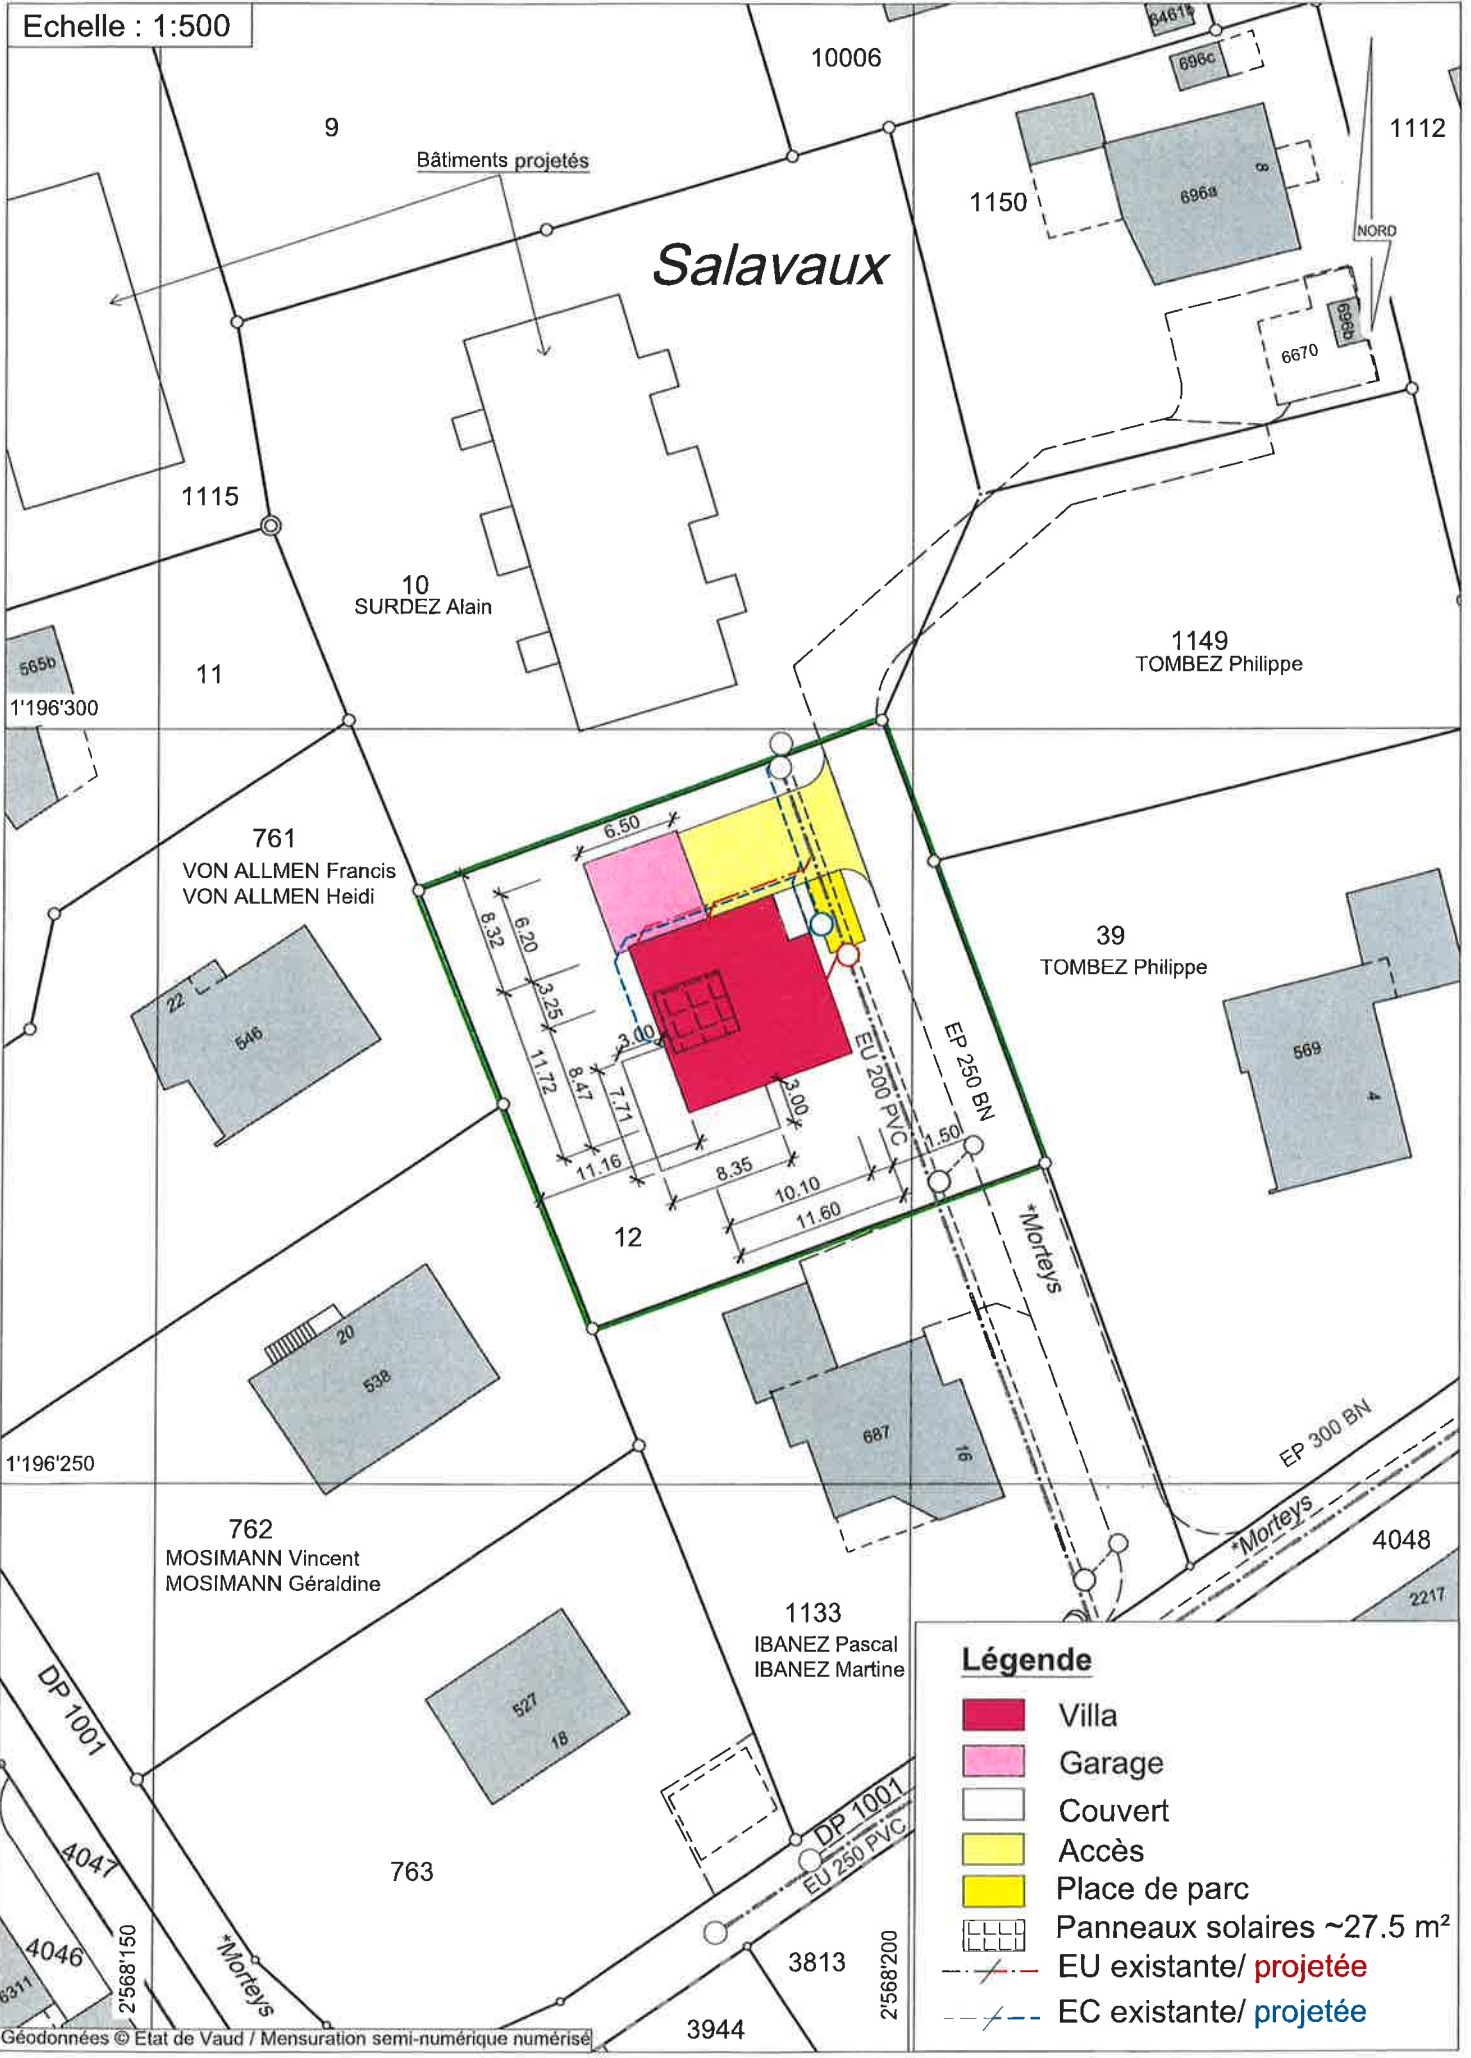 Echelle : 1:500
10006
6461b
696c
9
1112
Bâtiments projetés
1150
696a
8
NORD
Salavaux
696b
6670
1115
10
SURDEZ Alain
1149
TOMBEZ Philippe
565b
11
1'196'300
761
VON ALLMEN Francis
VON ALLMEN Heidi
6.50
8.32
6.20
39
TOMBEZ Philippe
3.25
22
546
3.00
11.72
8.47
7.71
3.00
EU 200 PVC
EP 250 BN
569
4
1.50
11.16
8.35
10.10
11.60
12
*Morteys
20
538
687
16
EP 300 BN
1'196'250
*Morteys
4048
762
MOSIMANN Vincent
MOSIMANN Géraldine
2217
1133
IBANEZ Pascal
IBANEZ Martine
527
18
DP 1001
DP 1001
EU 250 PVC
763
4047
4046
6311
2'568'150
*Morteys
2'568'200
3813
3944
Légende
Villa
Garage
Couvert
Accès
Place de parc
Panneaux solaires ~27.5 m²
EU existante/ projetée
EC existante/ projetée
Géodonnées © Etat de Vaud / Mensuration semi-numérique numérisé